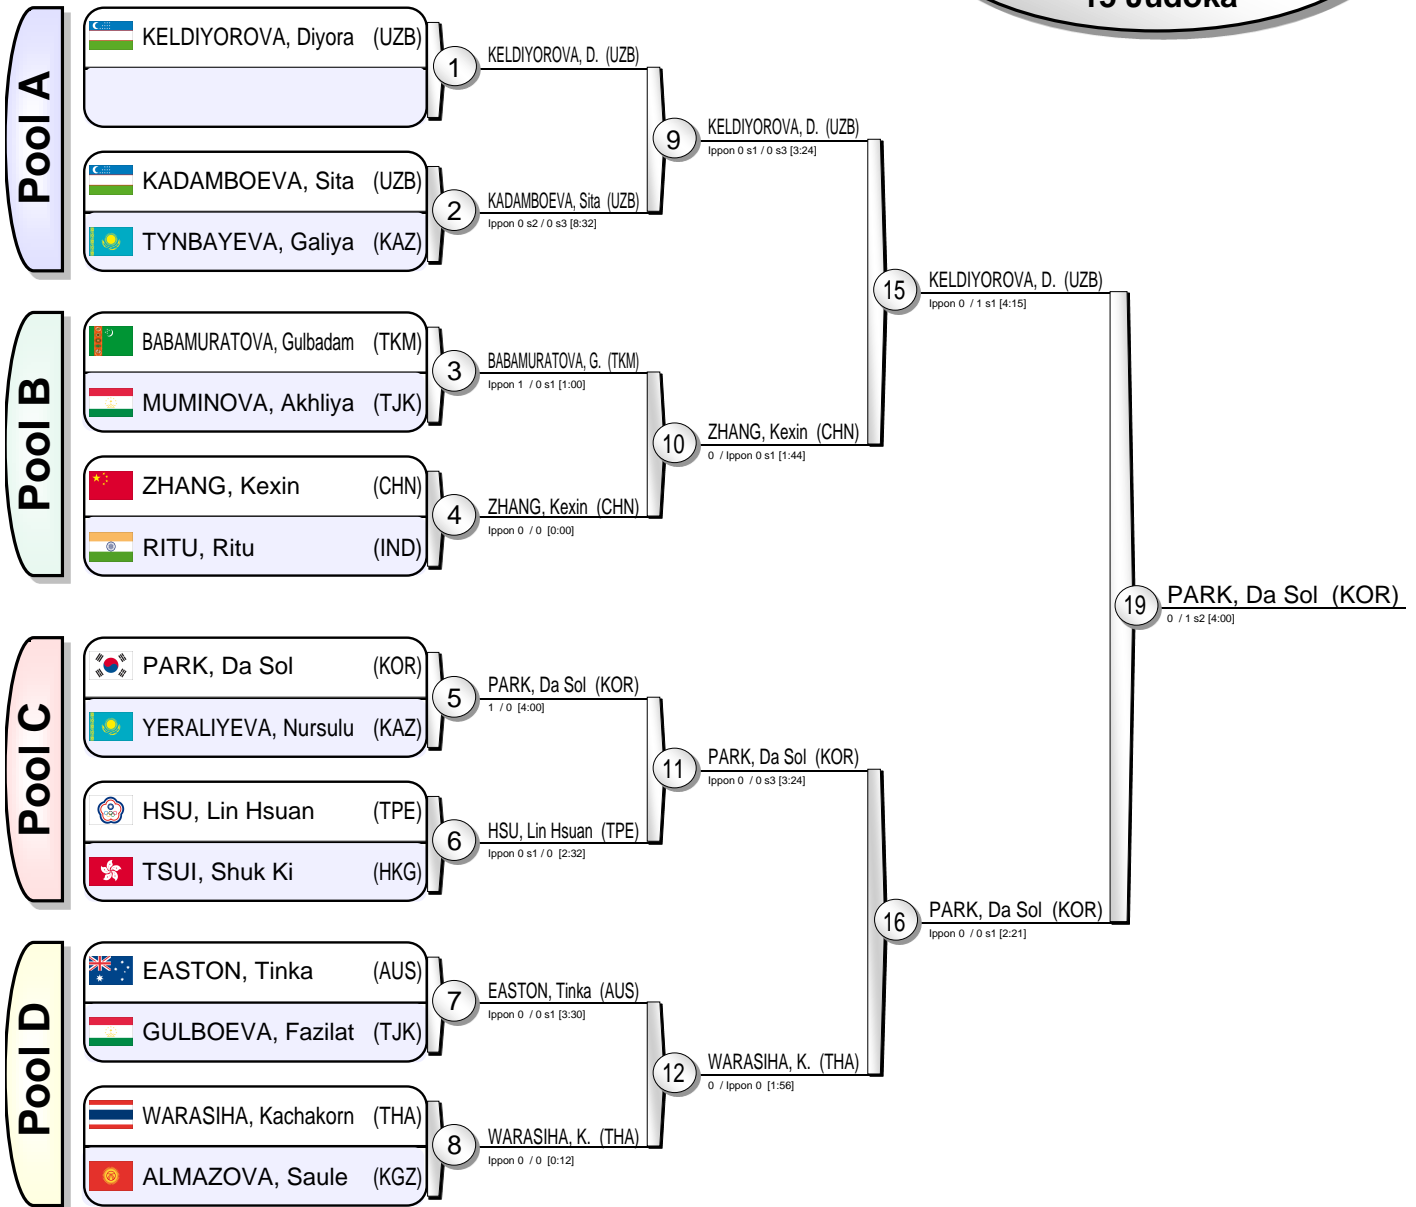 15 Judoka
Pool A
KELDIYOROVA, Diyora (UZB)
1
KADAMBOEVA, Sita (UZB)
TYNBAYEVA, Galiya (KAZ)
2
Pool B
BABAMURATOVA, Gulbadam (TKM)
MUMINOVA, Akhliya (TJK)
3
ZHANG, Kexin (CHN)
RITU, Ritu (IND)
4
Pool C
PARK, Da Sol (KOR)
YERALIYEVA, Nursulu (KAZ)
5
HSU, Lin Hsuan (TPE)
TSUI, Shuk Ki (HKG)
6
Pool D
EASTON, Tinka (AUS)
GULBOEVA, Fazilat (TJK)
7
WARASIHA, Kachakorn (THA)
ALMAZOVA, Saule (KGZ)
8
KELDIYOROVA, D. (UZB)
KADAMBOEVA, Sita (UZB)
Ippon 0 s2 / 0 s3 [8:32]
9
BABAMURATOVA, G. (TKM)
Ippon 1 / 0 s1 [1:00]
ZHANG, Kexin (CHN)
Ippon 0 / 0 [0:00]
10
PARK, Da Sol (KOR)
1 / 0 [4:00]
HSU, Lin Hsuan (TPE)
Ippon 0 s1 / 0 [2:32]
11
EASTON, Tinka (AUS)
Ippon 0 / 0 s1 [3:30]
WARASIHA, K. (THA)
Ippon 0 / 0 [0:12]
12
KELDIYOROVA, D. (UZB)
Ippon 0 s1 / 0 s3 [3:24]
ZHANG, Kexin (CHN)
0 / Ippon 0 s1 [1:44]
15
PARK, Da Sol (KOR)
Ippon 0 / 0 s3 [3:24]
WARASIHA, K. (THA)
0 / Ippon 0 [1:56]
16
KELDIYOROVA, D. (UZB)
Ippon 0 / 1 s1 [4:15]
PARK, Da Sol (KOR)
Ippon 0 / 0 s1 [2:21]
19
PARK, Da Sol (KOR)
0 / 1 s2 [4:00]